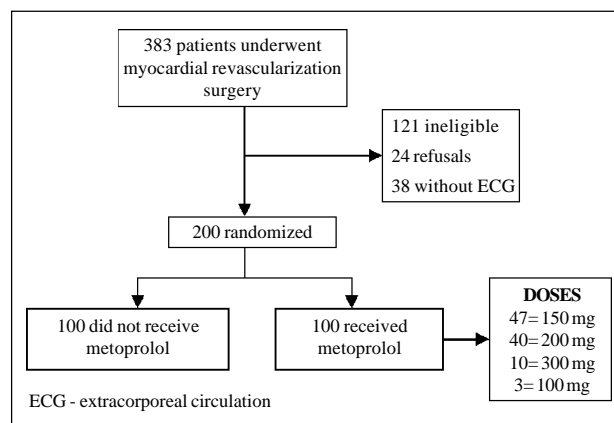 383 patients underwent
myocardial revascularization
surgery
121 ineligible
24 refusals
38 without ECG
200 randomized
100 did not receive
metoprolol
100 received
metoprolol
DOSES
47= 150 mg
40= 200 mg
10= 300 mg
3= 100 mg
ECG - extracorporeal circulation